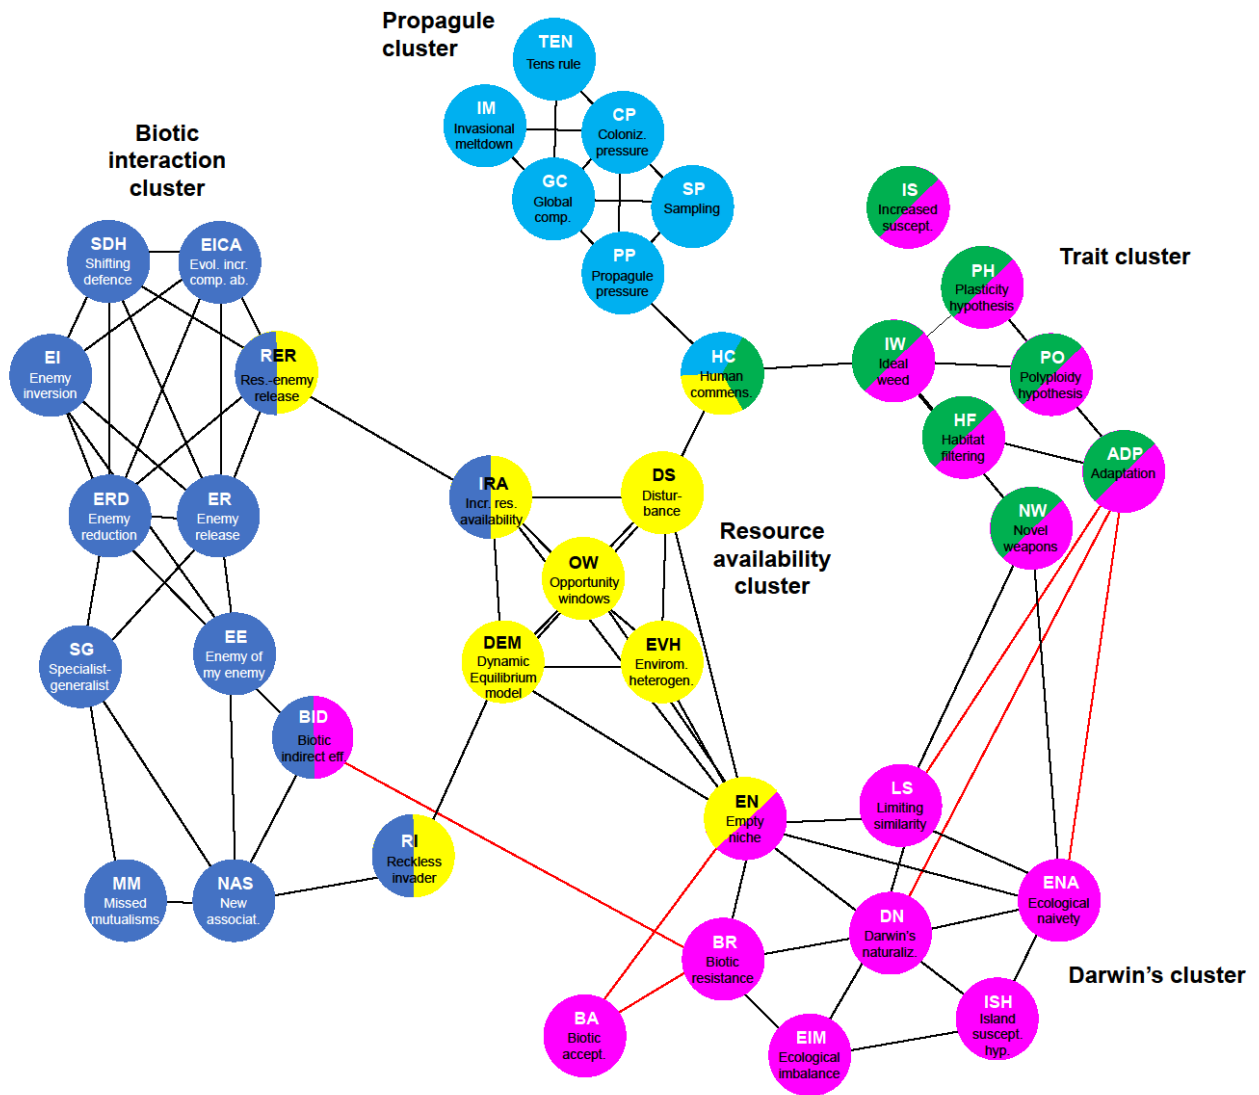 Propagule
cluster
TEN
Tens rule
IM
Invasional
meltdown
CP
Coloniz.
pressure
GC
Global
comp.
SP
Sampling
PP
Propagule
pressure
Biotic
interaction
cluster
SDH
Shifting
defence
EICA
Evol. incr.
comp. ab.
EI
Enemy
inversion
RER
Res.-enemy
release
ERD
Enemy
reduction
ER
Enemy
release
SG
Specialist-
generalist
EE
Enemy of
my enemy
BID
Biotic
indirect eff
MM
Missed
mutualisms
NAS
New
associat.
RI
Reckless
invader
HC
Human
commens.
IRA
Incr. res.
availability
DS
Distur-
bance
OW
Opportunity
windows
DEM
Dynamic
Equilibrium
model
EVH
Environm.
heterogen.
Resource
availability
cluster
EN
Empty
niche
IS
Increased
suscept.
Trait cluster
PH
Plasticity
hypothesis
IW
Ideal
weed
PO
Polyploidy
hypothesis
HF
Habitat
filtering
ADP
Adaptation
NW
Novel
weapons
LS
Limiting
similarity
ENA
Ecological
naivety
DN
Darwin's
naturaliz.
BR
Biotic
resistance
BA
Biotic
accept.
EIM
Ecological
imbalance
ISH
Island
suscept.
hyp.
Darwin's cluster